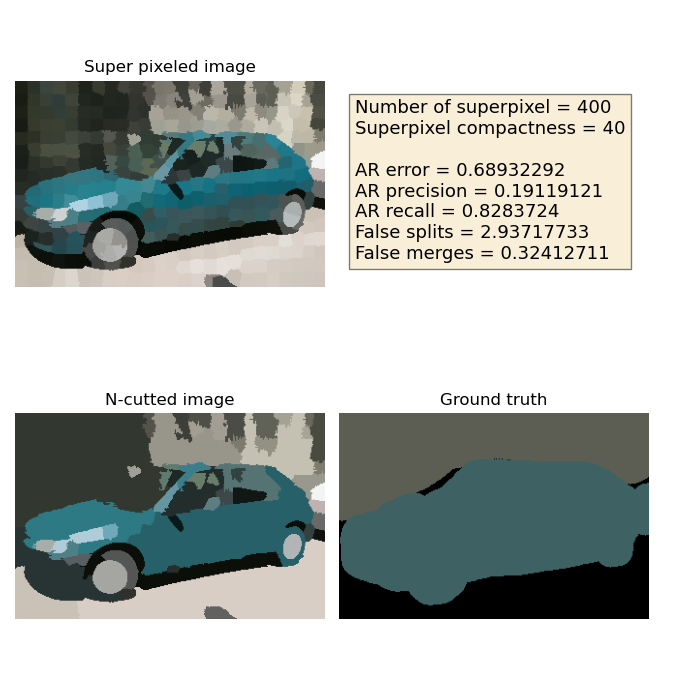 Super pixeled image
Number of superpixel = 400
Superpixel compactness = 40
AR error = 0.68932292
AR precision = 0.19119121
AR recall = 0.8283724
False splits = 2.93717733
False merges = 0.32412711
N-cutted image
Ground truth